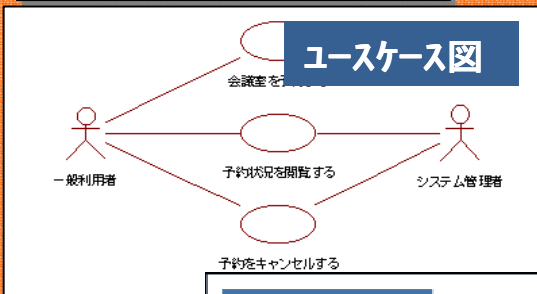 ユースケース図
会議室を
一般利用者
予約状況を閲覧する
システム管理者
予約をキャンセルする